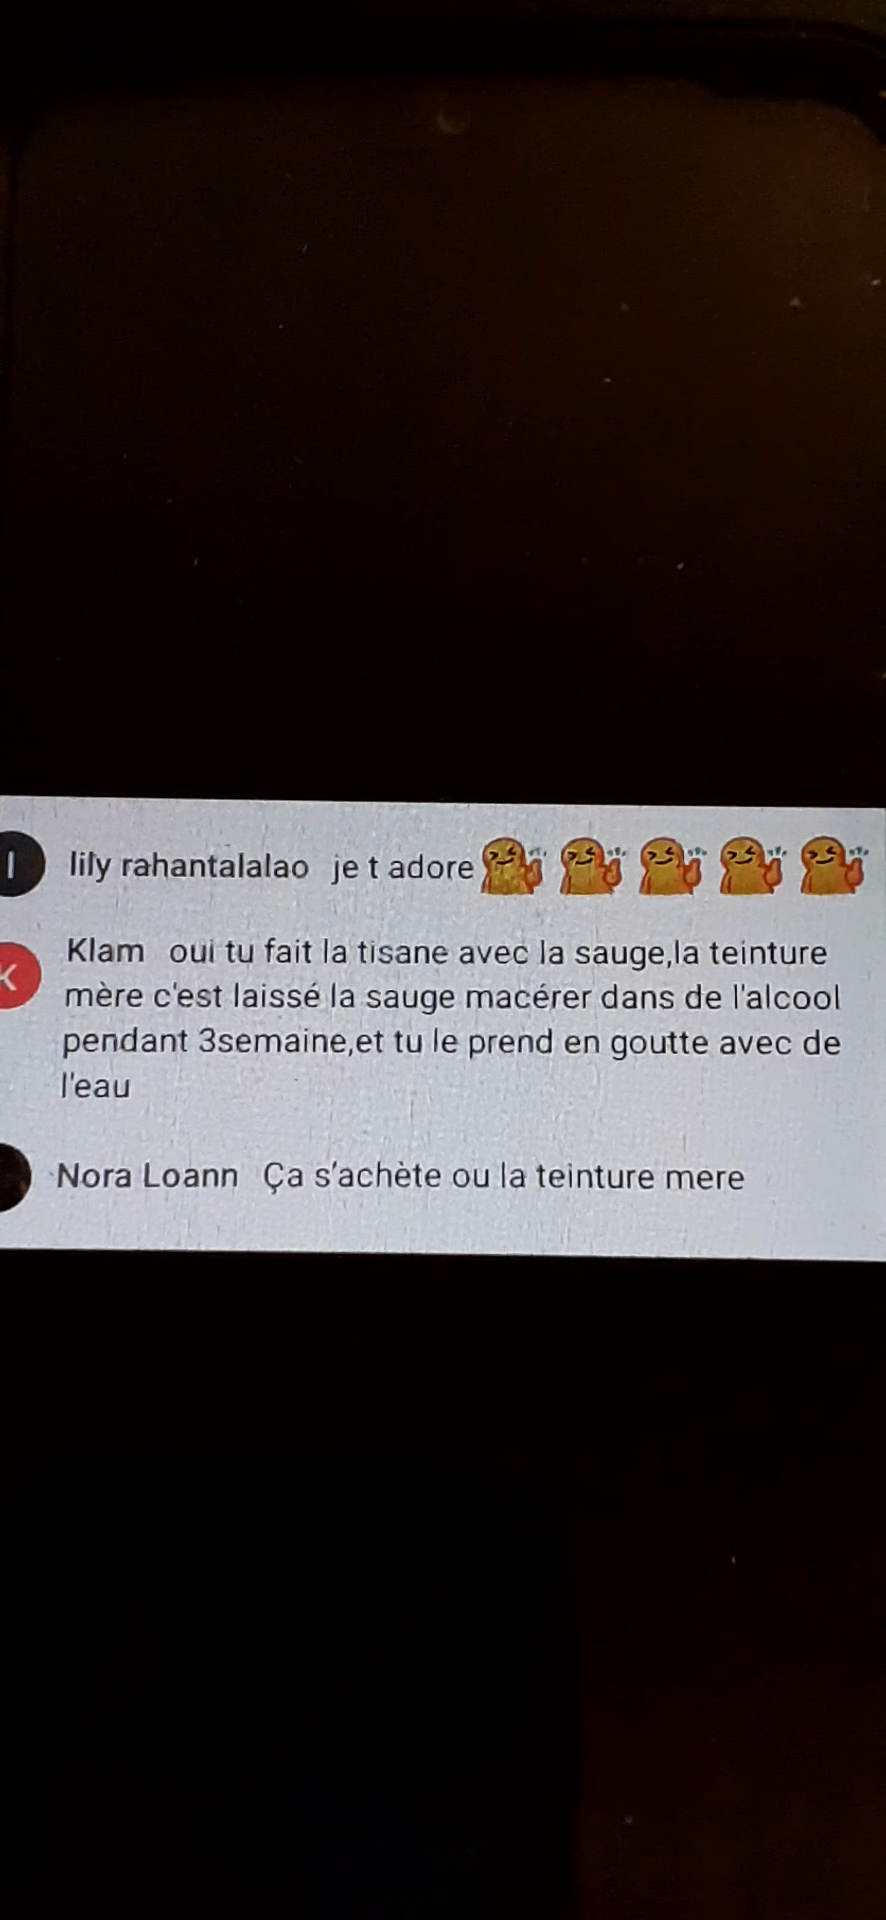 l
lily rahantalalao je t adore
K
Klam oui tu fait la tisane avec la sauge,la teinture
mère c'est laissé la sauge macérer dans de l'alcool
pendant 3semaine,et tu le prend en goutte avec de
l'eau
Nora Loann Ça s'achète ou la teinture mere